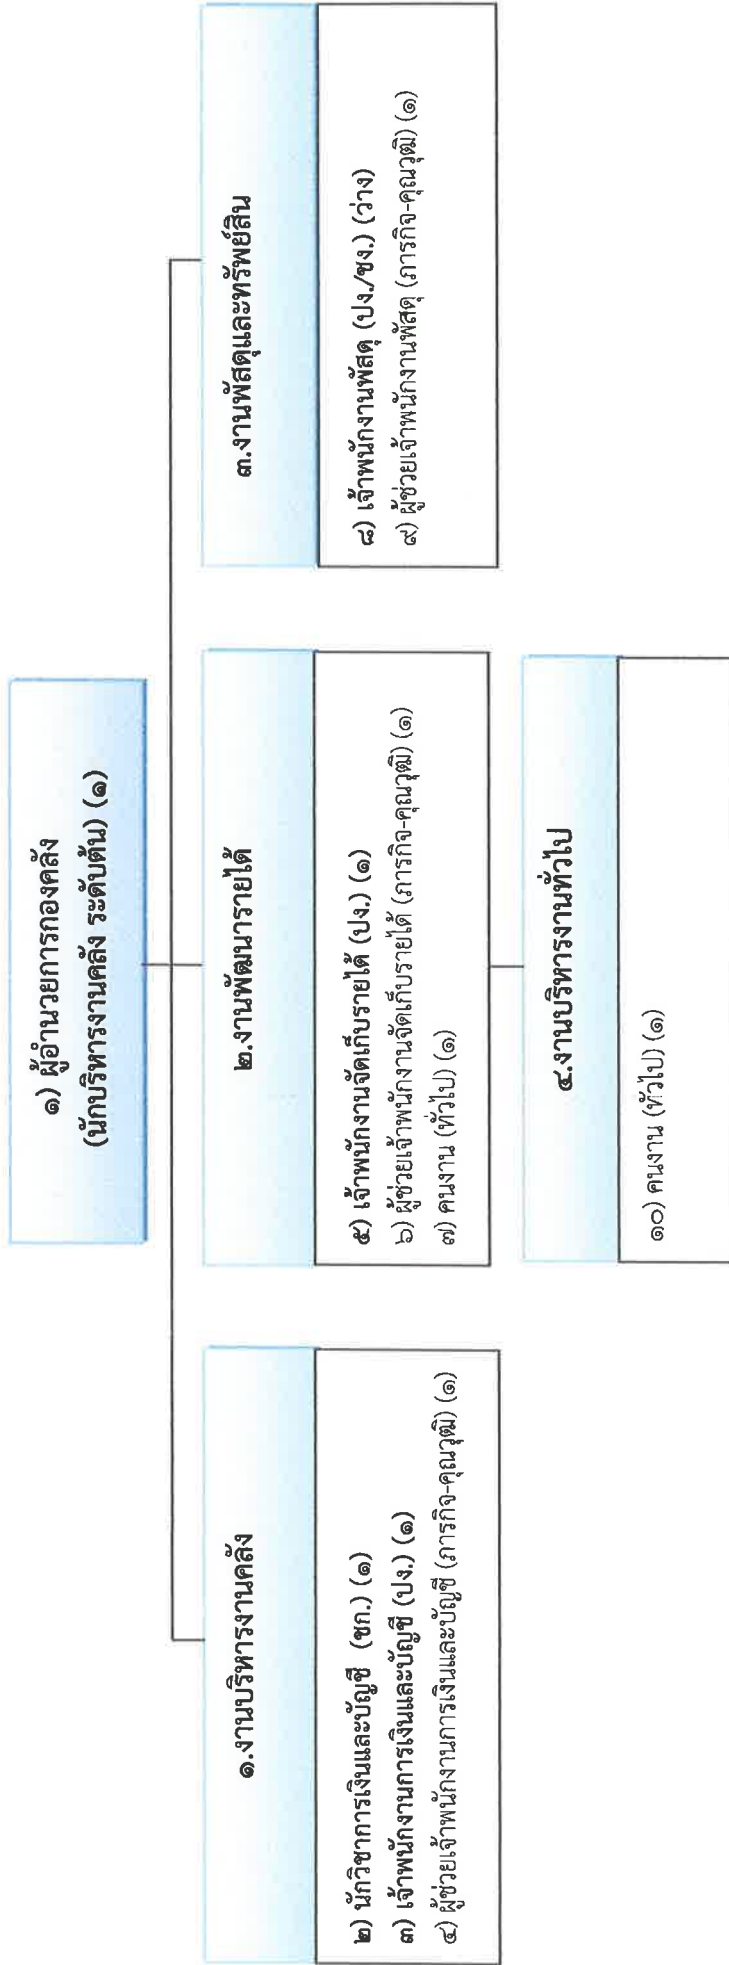 ๑) ผู้อำนวยการกองคลัง
(นักบริหารงานคลัง ระดับต้น) (๑)
๑.งานบริหารงานคลัง
๒) นักวิชาการเงินและบัญชี (ชก.) (๑)
๓) เจ้าพนักงานการเงินและบัญชี (ปง.) (๑)
๔) ผู้ช่วยเจ้าพนักงานการเงินและบัญชี (ภารกิจ-คุณวุฒิ) (๑)
๒.งานพัฒนารายได้
๕) เจ้าพนักงานจัดเก็บรายได้ (ปง.) (๑)
๖) ผู้ช่วยเจ้าพนักงานจัดเก็บรายได้ (ภารกิจ-คุณวุฒิ) (๑)
๗) คนงาน (ทั่วไป) (๑)
๓.งานพัสดุและทรัพย์สิน
๘) เจ้าพนักงานพัสดุ (ปง./ชง.) (ว่าง)
๙) ผู้ช่วยเจ้าพนักงานพัสดุ (ภารกิจ-คุณวุฒิ) (๑)
๔.งานบริหารงานทั่วไป
๑๐) คนงาน (ทั่วไป) (๑)